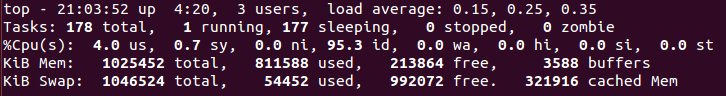 top - 21:03:52 up  4:20,  3 users,  load average: 0.15, 0.25, 0.35
Tasks: 178 total,   1 running, 177 sleeping,   0 stopped,   0 zombie
%Cpu(s):  4.0 us,  0.7 sy,  0.0 ni, 95.3 id,  0.0 wa,  0.0 hi,  0.0 si,  0.0 st
KiB Mem:   1025452 total,   811588 used,   213864 free,     3588 buffers
KiB Swap:  1046524 total,    54452 used,   992072 free.   321916 cached Mem